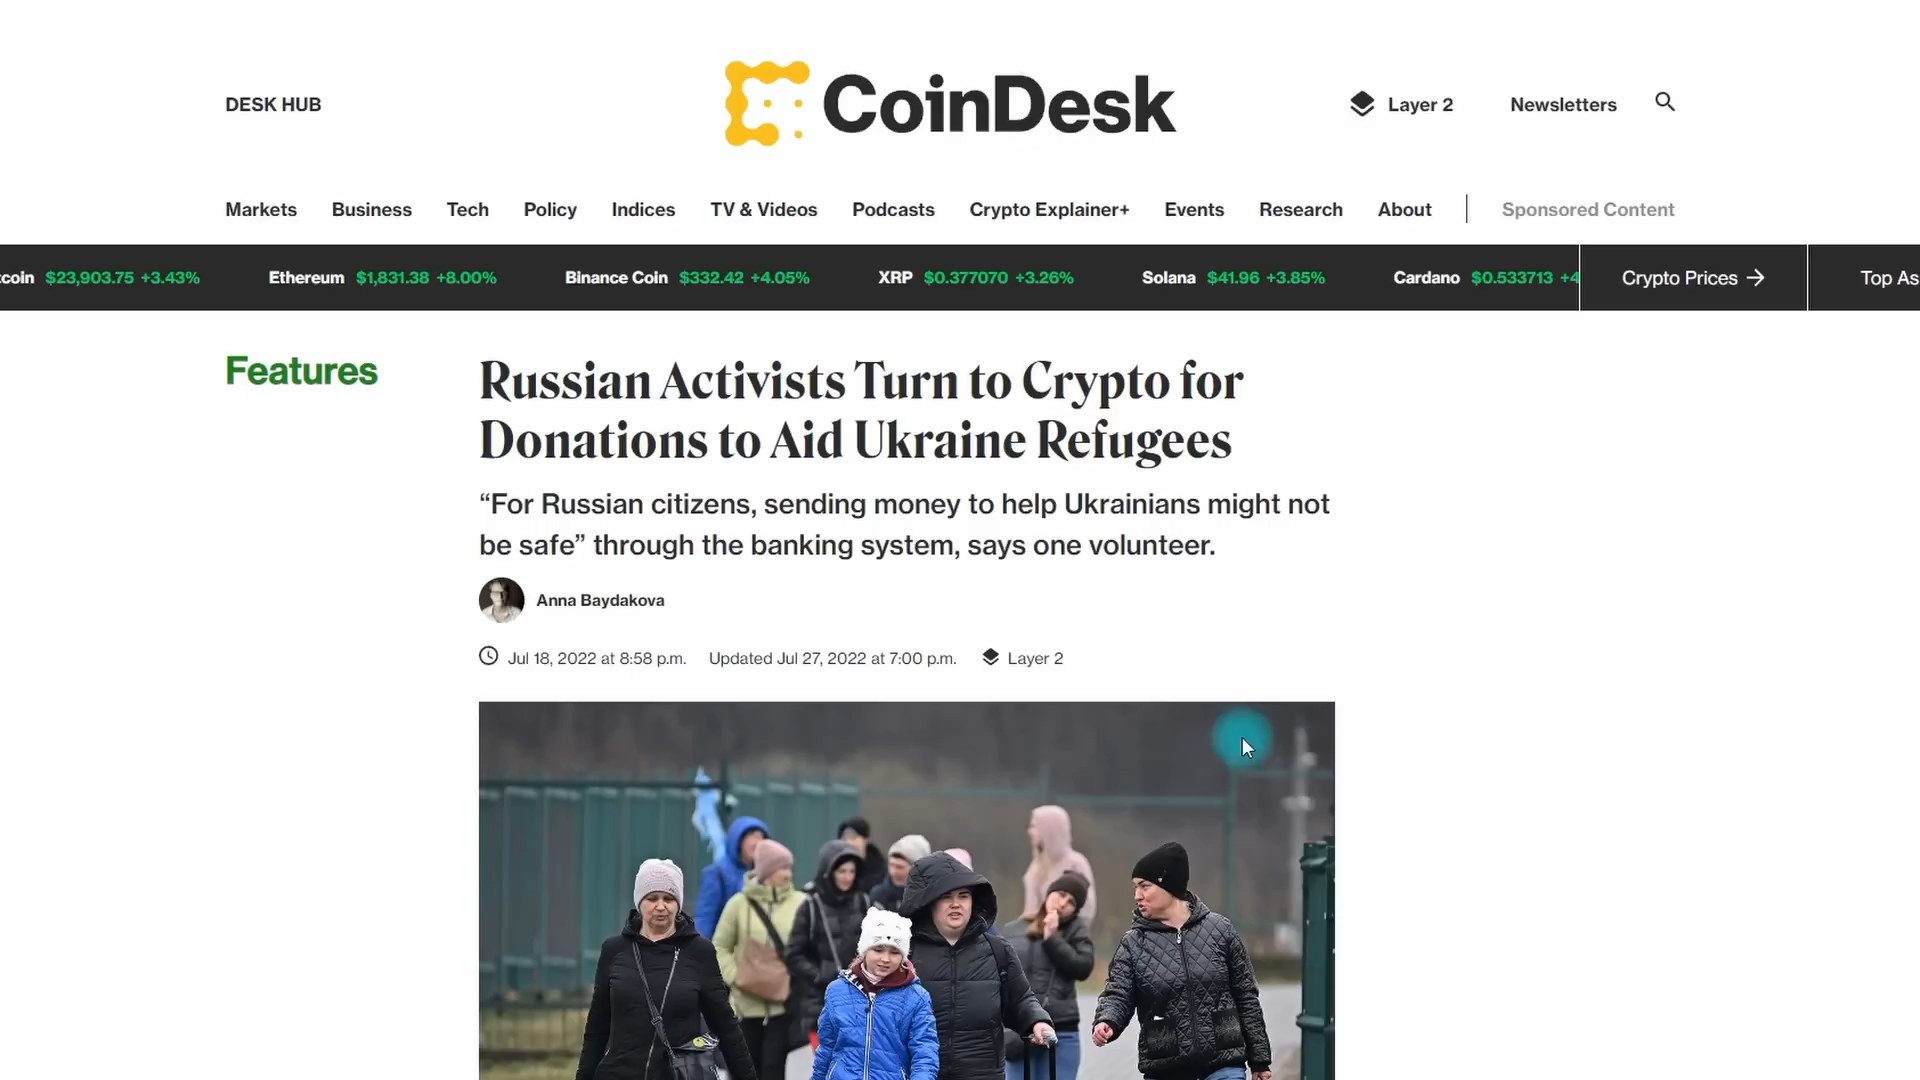 DESK HUB
CoinDesk
Layer 2
Newsletters
Markets Business Tech Policy Indices TV & Videos Podcasts Crypto Explainer+ Events Research About Sponsored Content
coin $23,903.75 +3.43% Ethereum $1,831.38 +8.00% Binance Coin $332.42 +4.05% XRP $0.377070 +3.26% Solana $41.96 +3.85% Cardano $0.533713 +4 Crypto Prices → Top As
Features
Russian Activists Turn to Crypto for
Donations to Aid Ukraine Refugees
“For Russian citizens, sending money to help Ukrainians might not
be safe” through the banking system, says one volunteer.
Anna Baydakova
Jul 18, 2022 at 8:58 p.m. Updated Jul 27, 2022 at 7:00 p.m. Layer 2